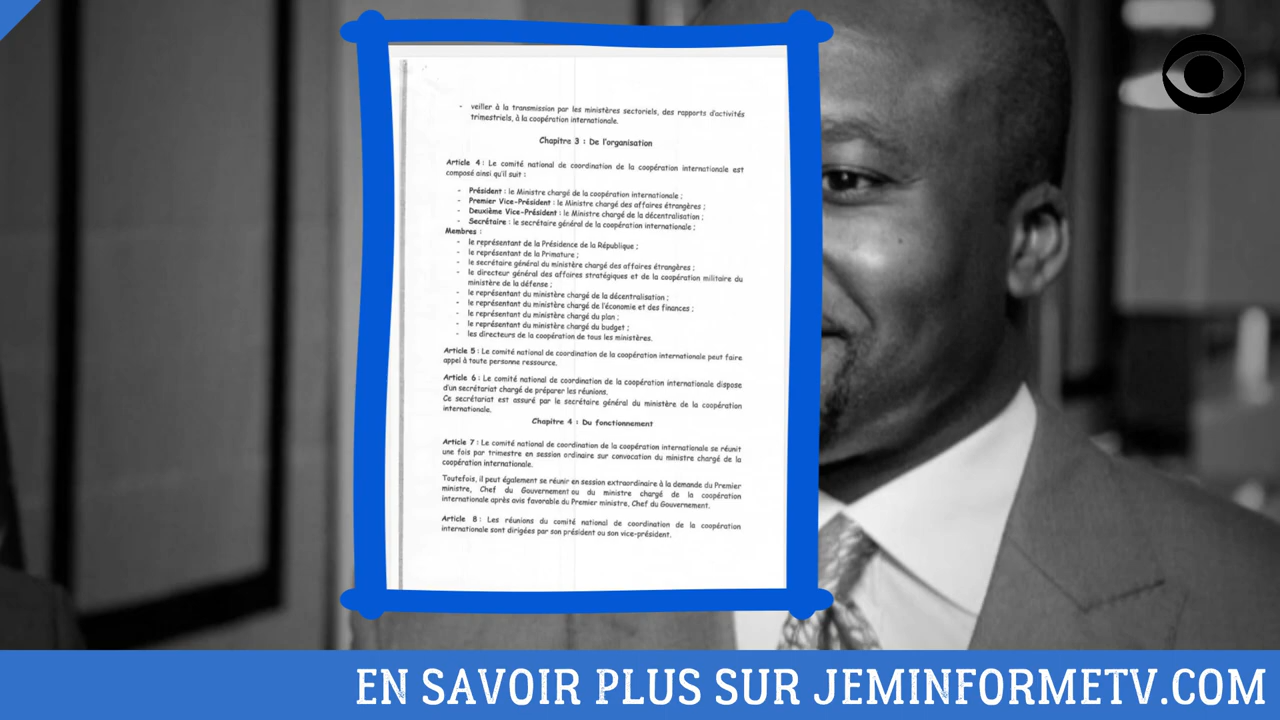 - veiller à la transmission par les ministères sectoriels, des rapports d'activités
trimestriels, à la coopération internationale.
Chapitre 3 : De l'organisation
Article 4 : Le comité national de coordination de la coopération internationale est
composé ainsi qu'il suit :
- Président : le Ministre chargé de la coopération internationale ;
- Premier Vice-Président : le Ministre chargé des affaires étrangères ;
- Deuxième Vice-Président : le Ministre chargé de la décentralisation ;
- Secrétaire : le secrétaire général de la coopération internationale ;
Membres :
- le représentant de la Présidence de la République ;
- le représentant de la Primature ;
- le secrétaire général du ministère chargé des affaires étrangères ;
- le directeur général des affaires stratégiques et de la coopération militaire du
ministère de la défense ;
- le représentant du ministère chargé de la décentralisation ;
- le représentant du ministère chargé de l'économie et des finances ;
- le représentant du ministère chargé du plan ;
- le représentant du ministère chargé du budget ;
- les directeurs de la coopération de tous les ministères.
Article 5 : Le comité national de coordination de la coopération internationale peut faire
appel à toute personne ressource.
Article 6 : Le comité national de coordination de la coopération internationale dispose
d'un secrétariat chargé de préparer les réunions.
Ce secrétariat est assuré par le secrétaire général du ministère de la coopération
internationale.
Chapitre 4 : Du fonctionnement
Article 7 : Le comité national de coordination de la coopération internationale se réunit
une fois par trimestre en session ordinaire sur convocation du ministre chargé de la
coopération internationale.
Toutefois, il peut également se réunir en session extraordinaire à la demande du Premier
ministre, Chef du Gouvernement ou du ministre chargé de la coopération
internationale après avis favorable du Premier ministre, Chef du Gouvernement.
Article 8 : Les réunions du comité national de coordination de la coopération
internationale sont dirigées par son président ou son vice-président.
EN SAVOIR PLUS SUR JEMINFORMETV.COM